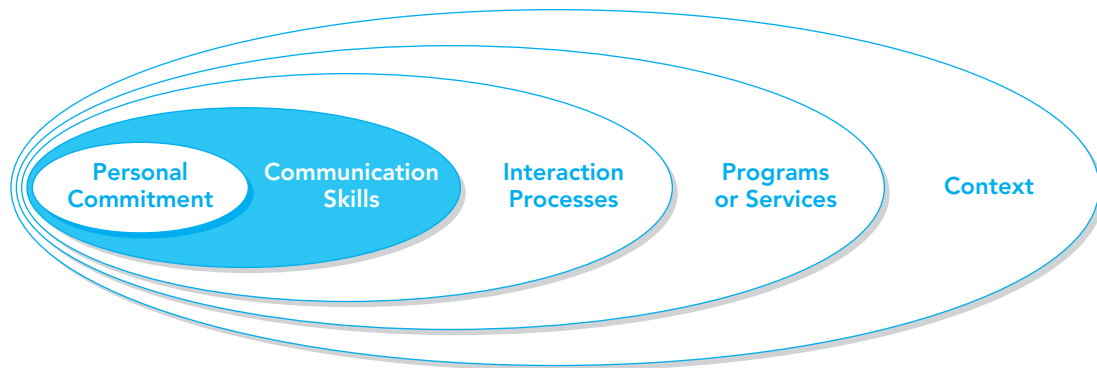 Personal
Commitment
Communication
Skills
Interaction
Processes
Programs
or Services
Context